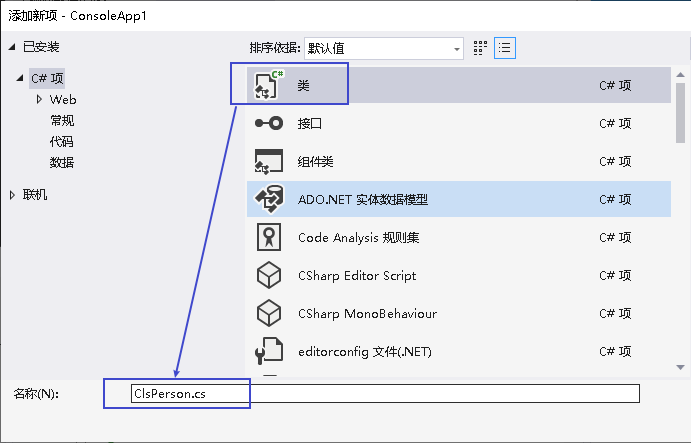 添加新项 - ConsoleApp1
已安装
排序依据: 默认值
C# 项
Web
常规
代码
数据
联机
C# 类 C# 项
接口 C# 项
组件类 C# 项
ADO.NET 实体数据模型 C# 项
Code Analysis 规则集 C# 项
CSharp Editor Script C# 项
CSharp MonoBehaviour C# 项
editorconfig 文件(.NET) C# 项
名称(N): ClsPerson.cs